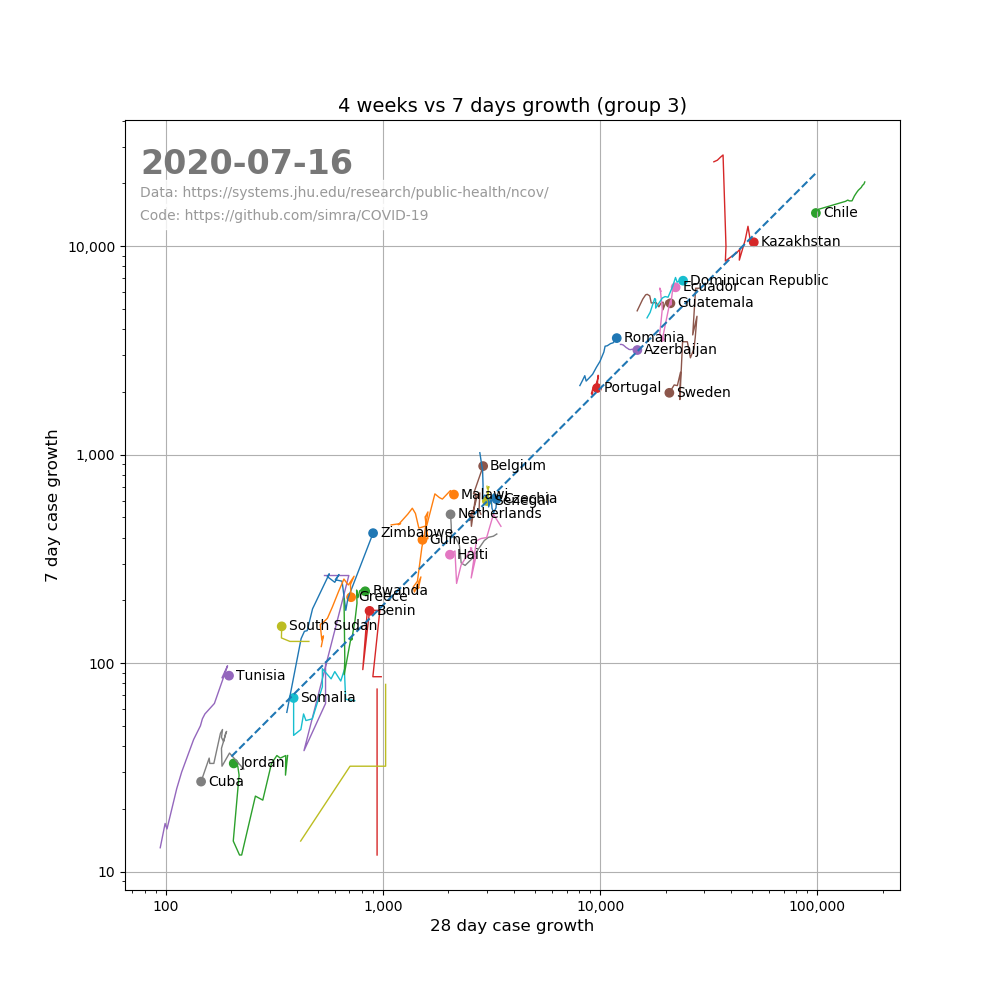 4 weeks vs 7 days growth (group 3)
2020-07-16
Data: https://systems.jhu.edu/research/public-health/ncov/
Code: https://github.com/simra/COVID-19
Chile
Kazakhstan
10,000
Dominican Republic
Ecuador
Guatemala
Romania
Azerbaijan
Portugal
Sweden
1,000
Belgium
Malawi
Czechia
Senegal
Netherlands
Zimbabwe
Guinea
Haiti
Rwanda
Greece
Benin
South Sudan
100
Tunisia
Somalia
Jordan
Cuba
10
7 day case growth
100
1,000
10,000
100,000
28 day case growth